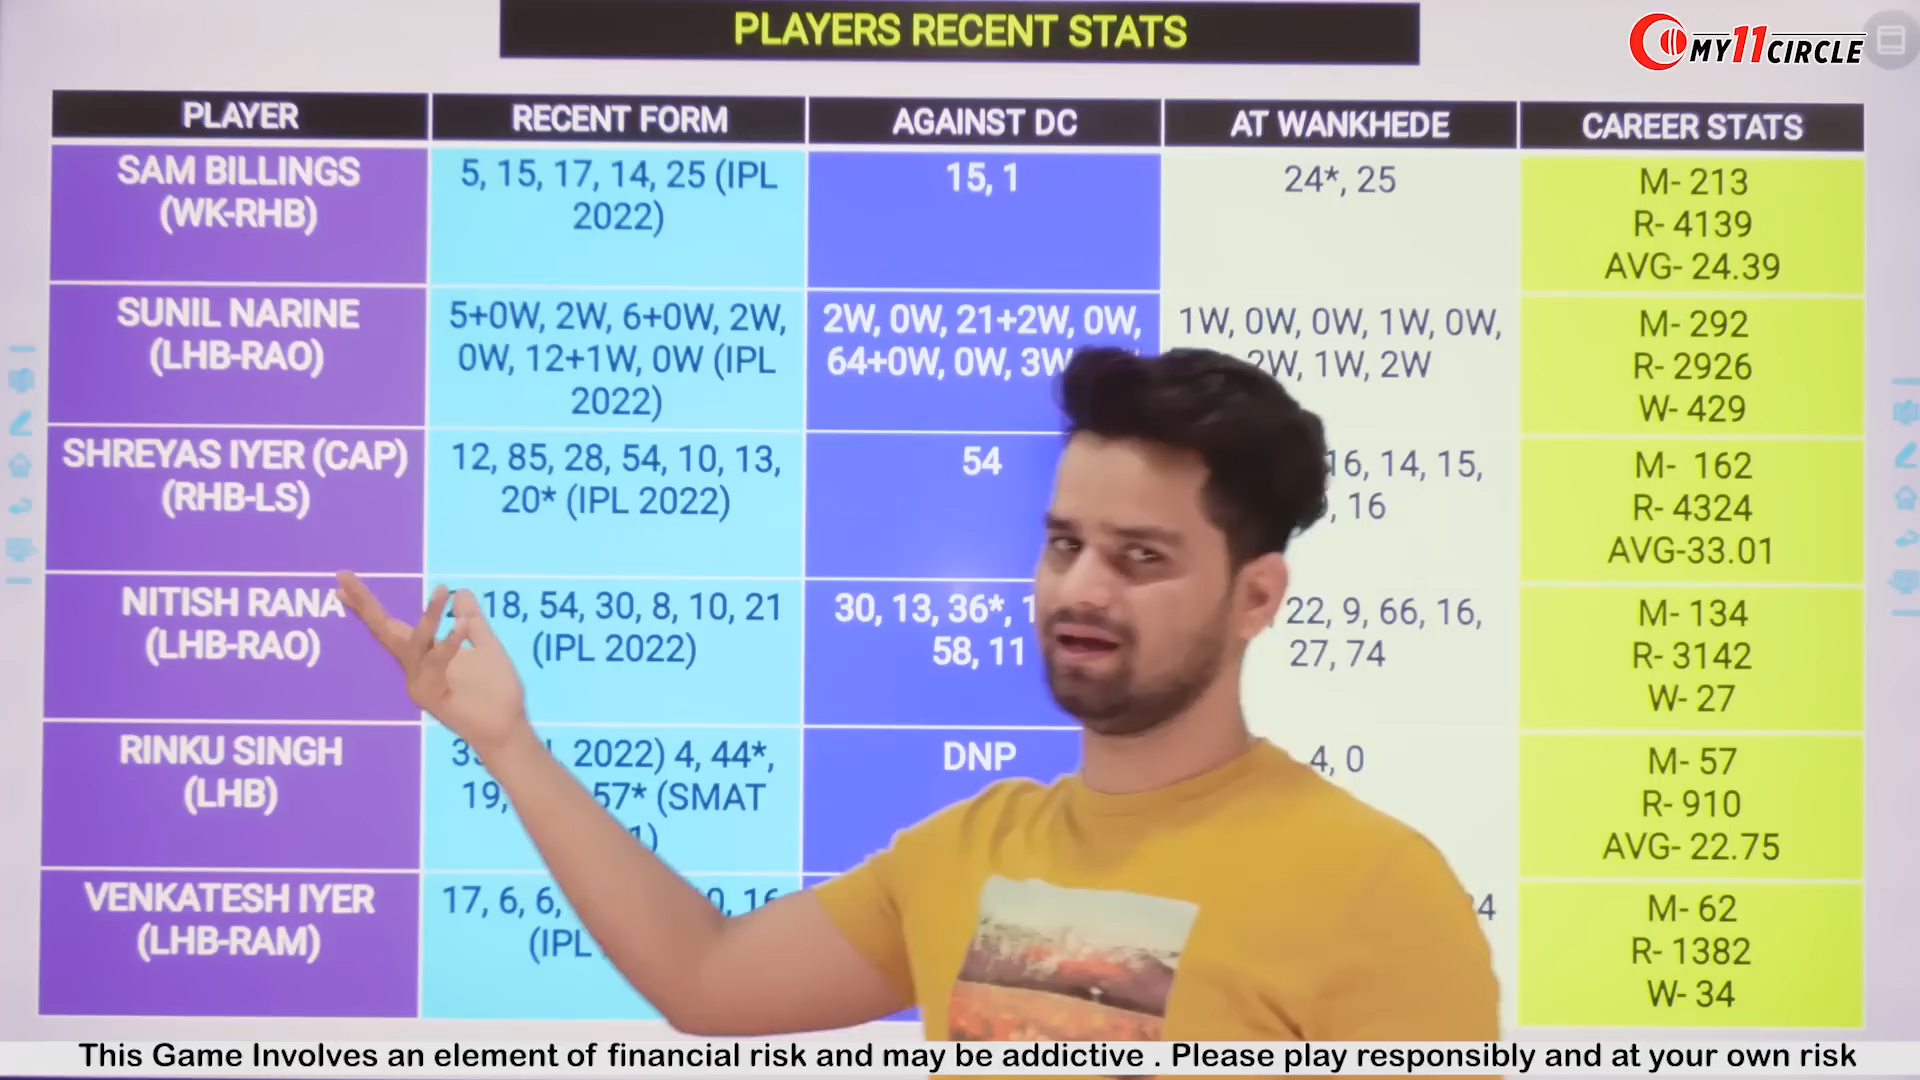 PLAYERS RECENT STATS
MY11CIRCLE
PLAYER RECENT FORM AGAINST DC AT WANKHEDE CAREER STATS
SAM BILLINGS
(WK-RHB)
5, 15, 17, 14, 25 (IPL
2022)
15, 1
24*, 25
M- 213
R- 4139
AVG- 24.39
SUNIL NARINE
(LHB-RAO)
5+0W, 2W, 6+0W, 2W,
0W, 12+1W, 0W (IPL
2022)
2W, 0W, 21+2W, 0W,
64+0W, 0W, 3W
1W, 0W, 0W, 1W, 0W,
2W, 1W, 2W
M- 292
R- 2926
W- 429
SHREYAS IYER (CAP)
(RHB-LS)
12, 85, 28, 54, 10, 13,
20* (IPL 2022)
54
16, 14, 15,
, 16
M- 162
R- 4324
AVG-33.01
NITISH RANA
(LHB-RAO)
18, 54, 30, 8, 10, 21
(IPL 2022)
30, 13, 36*,
58, 11
22, 9, 66, 16,
27, 74
M- 134
R- 3142
W- 27
RINKU SINGH
(LHB)
2022) 4, 44*,
19, 57* (SMAT
DNP
4, 0
M- 57
R- 910
AVG- 22.75
VENKATESH IYER
(LHB-RAM)
17, 6, 6,
(IPL
M- 62
R- 1382
W- 34
This Game Involves an element of financial risk and may be addictive . Please play responsibly and at your own risk